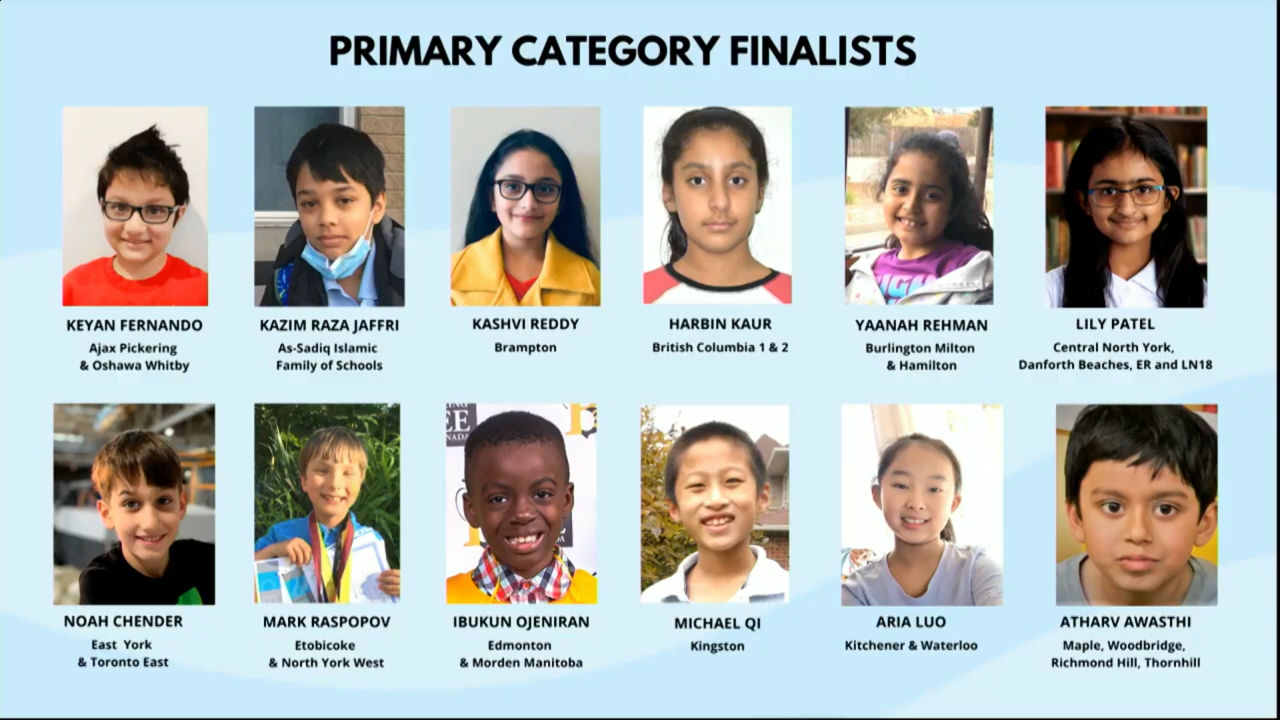 PRIMARY CATEGORY FINALISTS
KEYAN FERNANDO
Ajax Pickering
& Oshawa Whitby
KAZIM RAZA JAFFRI
As-Sadiq Islamic
Family of Schools
KASHVI REDDY
Brampton
HARBIN KAUR
British Columbia 1 & 2
YAANAH REHMAN
Burlington Milton
& Hamilton
LILY PATEL
Central North York,
Danforth Beaches, ER and LN18
NOAH CHENDER
East York
& Toronto East
MARK RASPOPOV
Etobicoke
& North York West
IBUKUN OJENIRAN
Edmonton
& Morden Manitoba
MICHAEL QI
Kingston
ARIA LUO
Kitchener & Waterloo
ATHARV AWASTHI
Maple, Woodbridge,
Richmond Hill, Thornhill